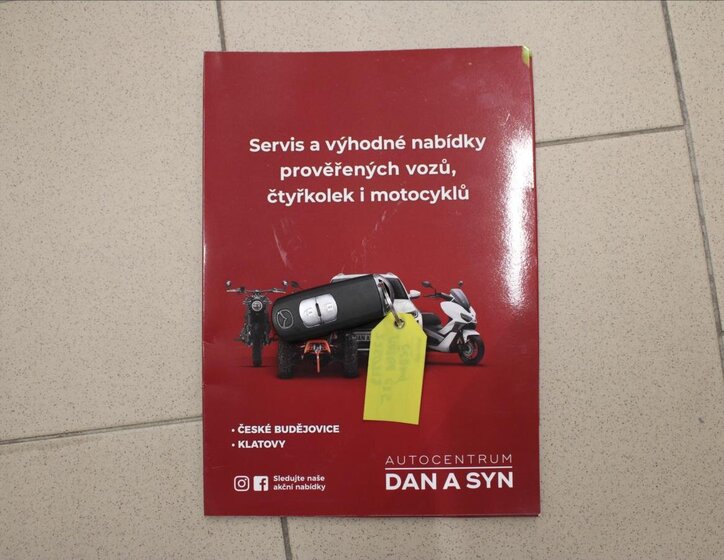 Servis a výhodné nabídky
prověřených vozů,
čtyřkolek i motocyklů
• ČESKÉ BUDĚJOVICE
• KLATOVY
Sledujte naše
akční nabídky
AUTOCENTRUM
DAN A SYN